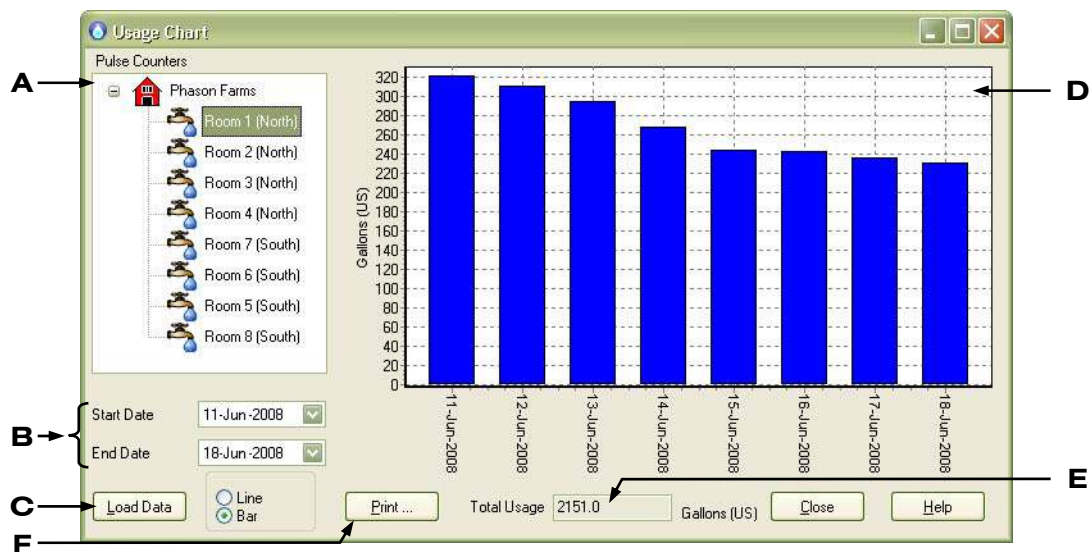 Usage Chart
Pulse Counters
A
Phason Farms
Room 1 (North)
Room 2 (North)
Room 3 (North)
Room 4 (North)
Room 7 (South)
Room 6 (South)
Room 5 (South)
Room 8 (South)
D
Gallons (US)
320
300
280
260
240
220
200
180
160
140
120
100
80
60
40
20
0
11-Jun-2008
12-Jun-2008
13-Jun-2008
14-Jun-2008
15-Jun-2008
16-Jun-2008
17-Jun-2008
18-Jun-2008
B
Start Date 11-Jun-2008
End Date 18-Jun-2008
C
Load Data
Line
Bar
F
Print ...
Total Usage 2151.0 Gallons (US)
E
Close
Help